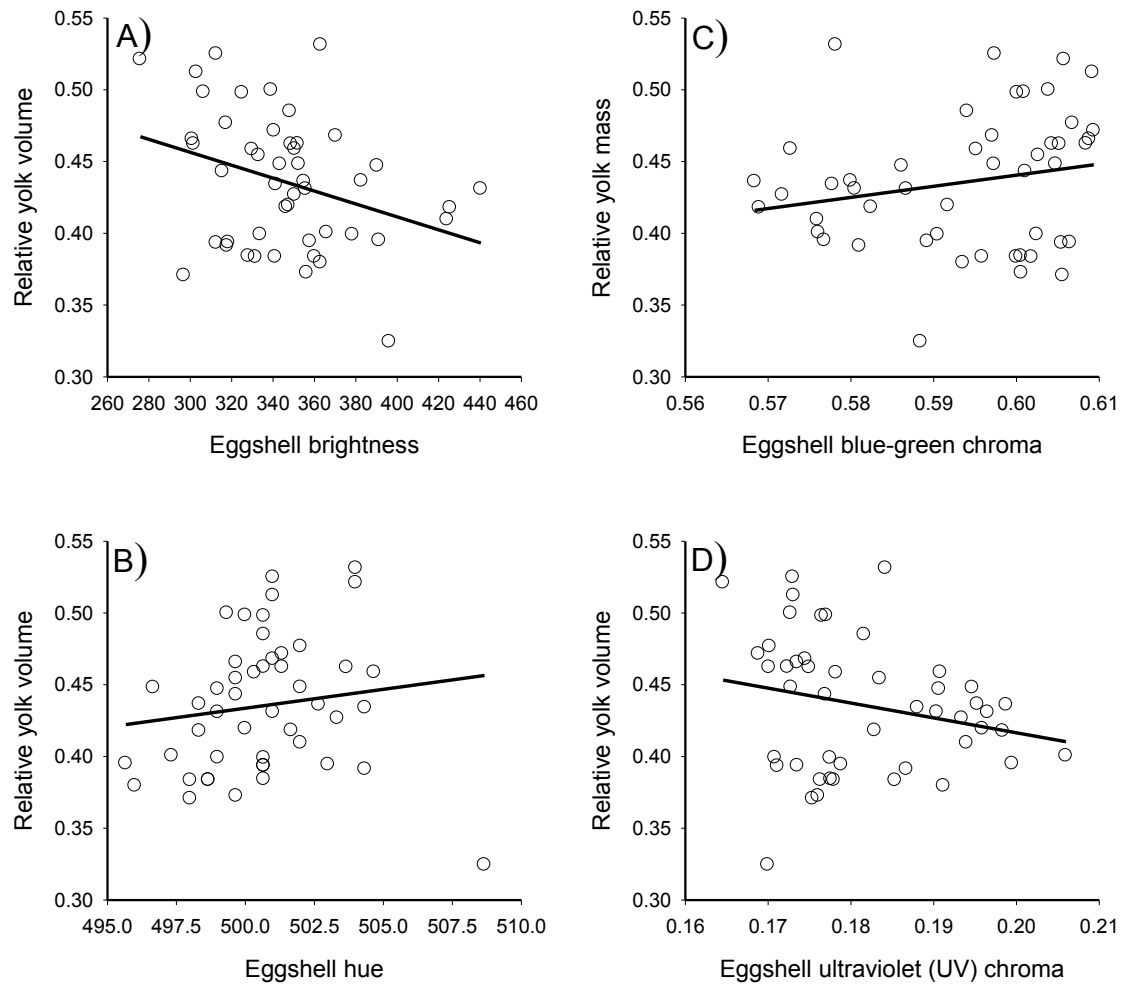 A)
0.55
0.50
0.45
0.40
0.35
0.30
Relative yolk volume
260 280 300 320 340 360 380 400 420 440 460
Eggshell brightness
C)
0.55
0.50
0.45
0.40
0.35
0.30
Relative yolk mass
0.56 0.57 0.58 0.59 0.60 0.61
Eggshell blue-green chroma
B)
0.55
0.50
0.45
0.40
0.35
0.30
Relative yolk volume
495.0 497.5 500.0 502.5 505.0 507.5 510.0
Eggshell hue
D)
0.55
0.50
0.45
0.40
0.35
0.30
Relative yolk volume
0.16 0.17 0.18 0.19 0.20 0.21
Eggshell ultraviolet (UV) chroma